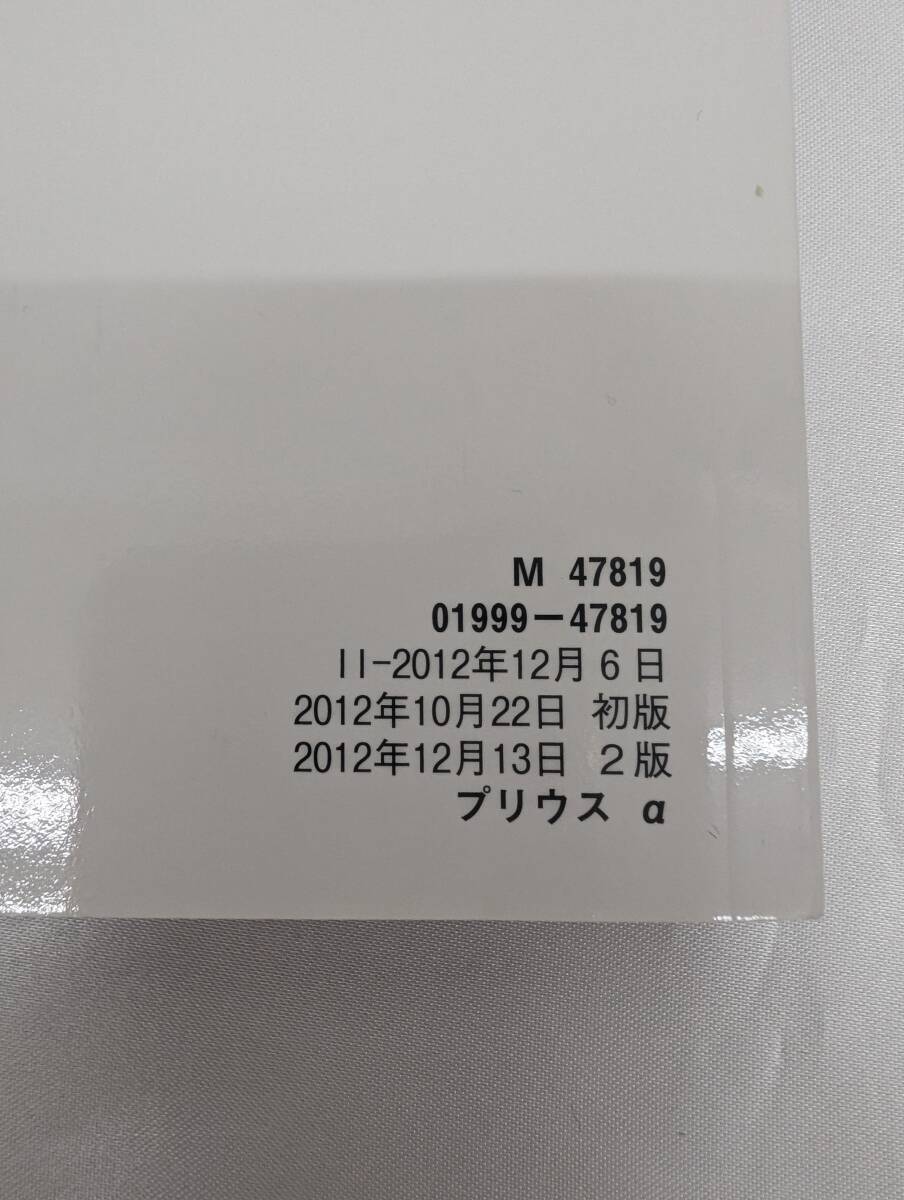 M 47819
01999－47819
II-2012年12月6日
2012年10月22日 初版
2012年12月13日 2版
プリウス α